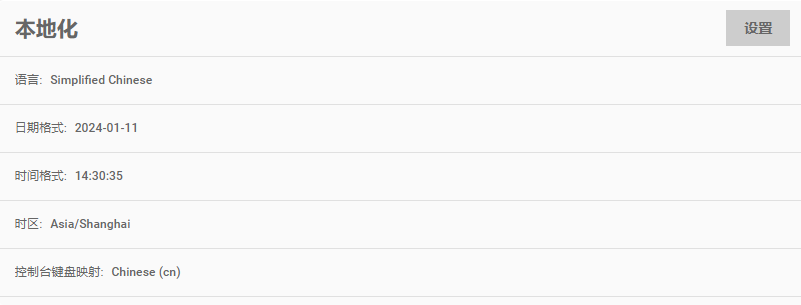 本地化
设置
语言: Simplified Chinese
日期格式: 2024-01-11
时间格式: 14:30:35
时区: Asia/Shanghai
控制台键盘映射: Chinese (cn)